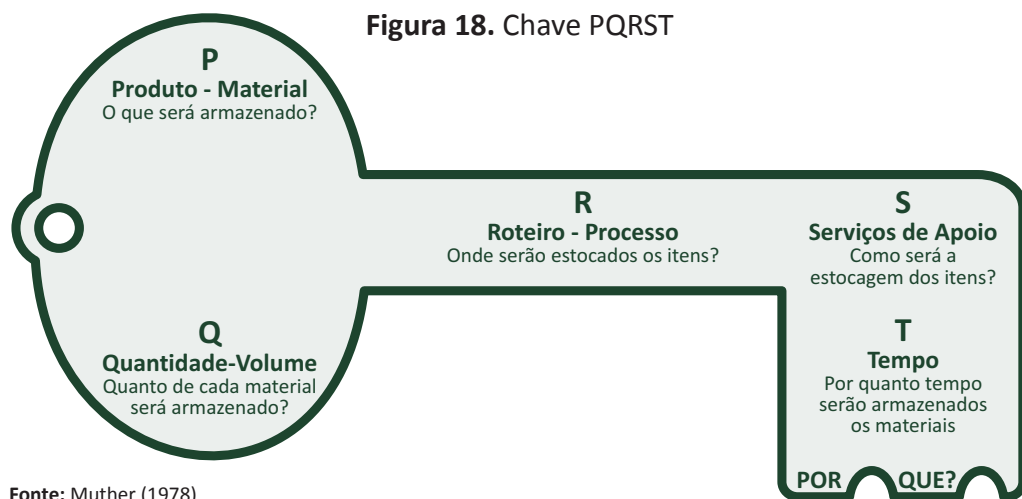 Figura 18. Chave PQRST
P
Produto - Material
O que será armazenado?
Q
Quantidade-Volume
Quanto de cada material
será armazenado?
R
Roteiro - Processo
Onde serão estocados os itens?
S
Serviços de Apoio
Como será a
estocagem dos itens?
T
Tempo
Por quanto tempo
serão armazenados
os materiais
POR QUE?
Fonte: Muther (1978)